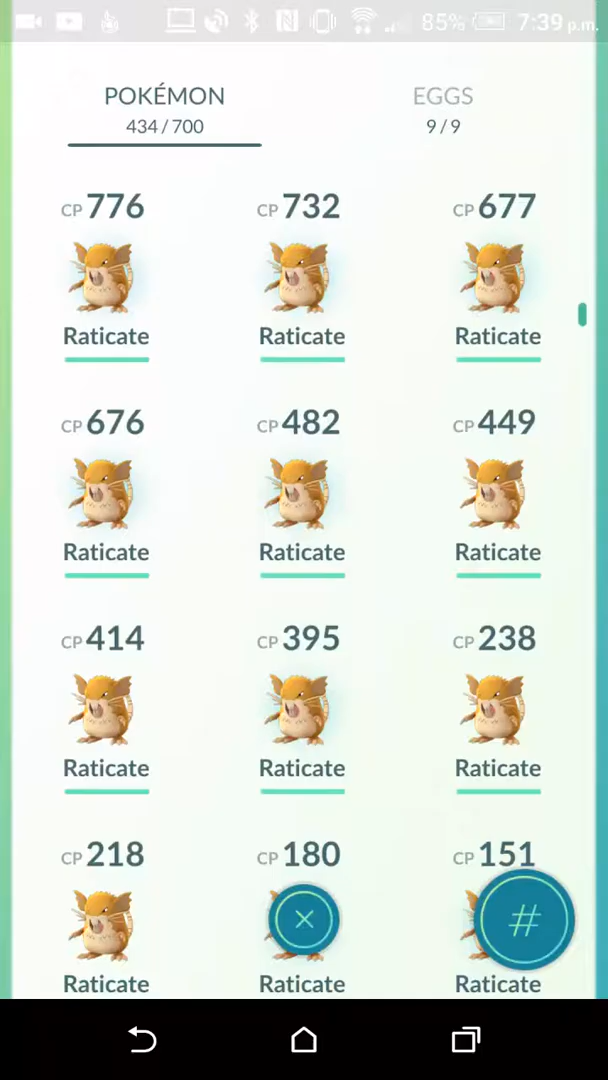 85% 7:39 p.m.
POKÉMON EGGS
434 / 700 9 / 9
CP 776 CP 732 CP 677
Raticate Raticate Raticate
CP 676 CP 482 CP 449
Raticate Raticate Raticate
CP 414 CP 395 CP 238
Raticate Raticate Raticate
CP 218 CP 180 CP 151
#
Raticate Raticate Raticate